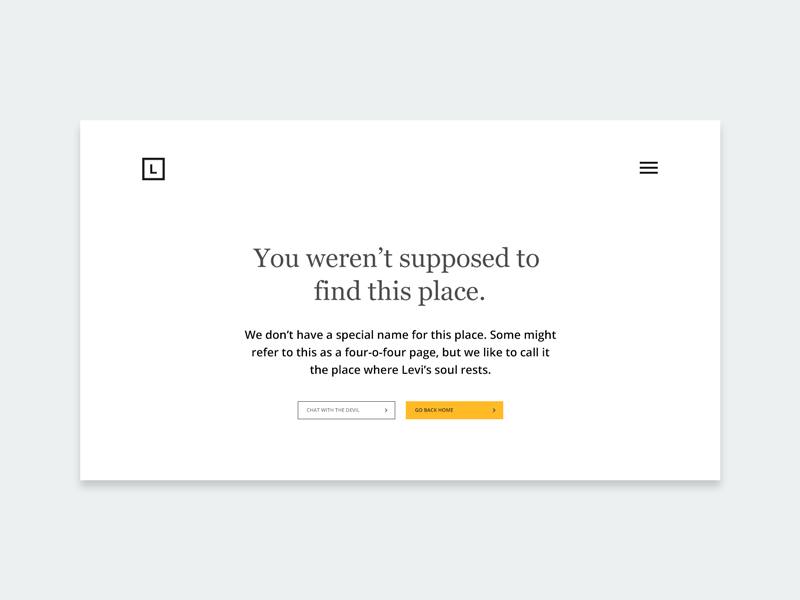 L
You weren’t supposed to
find this place.
We don’t have a special name for this place. Some might
refer to this as a four-o-four page, but we like to call it
the place where Levi’s soul rests.
CHAT WITH THE DEVIL
GO BACK HOME